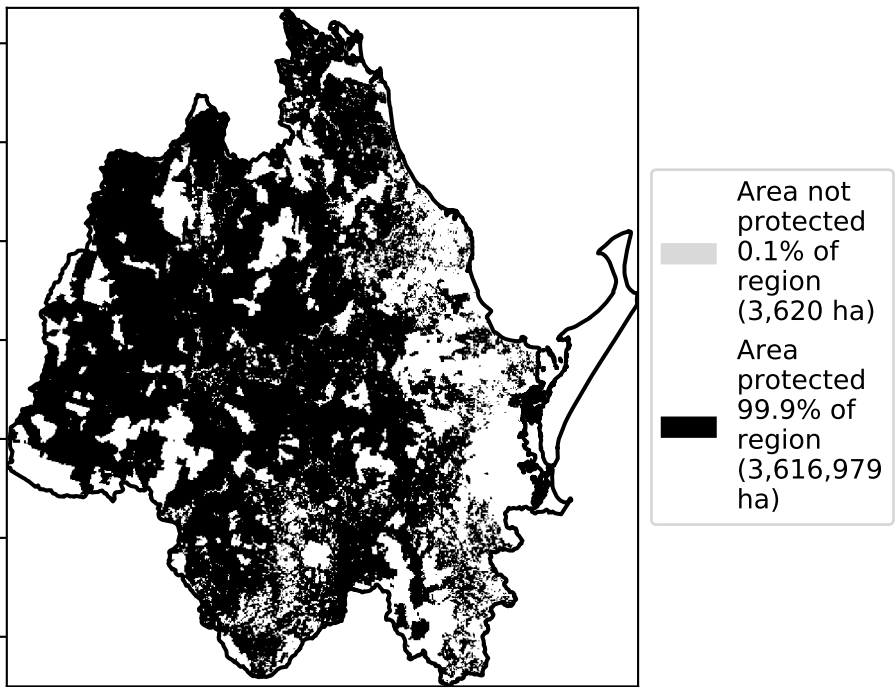 Area not
protected
0.1% of
region
(3,620 ha)
Area
protected
99.9% of
region
(3,616,979
ha)